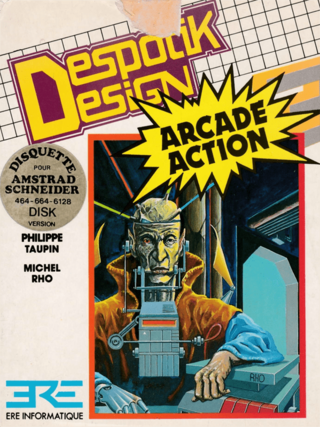 Despotik
Design
ARCADE
ACTION
DISQUETTE
POUR
AMSTRAD
SCHNEIDER
464-664-6128
DISK
VERSION
PHILIPPE
TAUPIN
MICHEL
RHO
RHO
ERE
ERE INFORMATIQUE